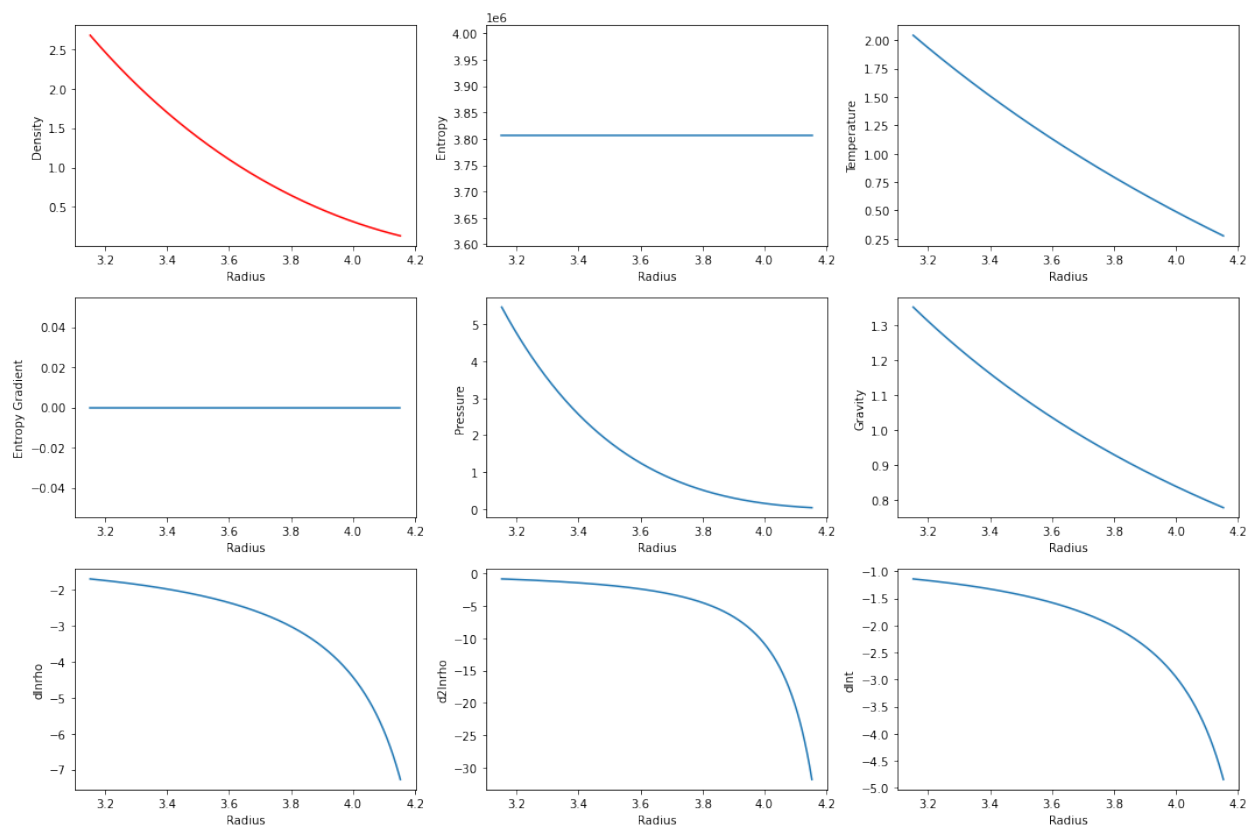 2.5
2.0
1.5
1.0
0.5
Density
3.2 3.4 3.6 3.8 4.0 4.2
Radius
1e6
4.00
3.95
3.90
3.85
3.80
3.75
3.70
3.65
3.60
Entropy
3.2 3.4 3.6 3.8 4.0 4.2
Radius
2.00
1.75
1.50
1.25
1.00
0.75
0.50
0.25
Temperature
3.2 3.4 3.6 3.8 4.0 4.2
Radius
0.04
0.02
0.00
−0.02
−0.04
Entropy Gradient
3.2 3.4 3.6 3.8 4.0 4.2
Radius
5
4
3
2
1
0
Pressure
3.2 3.4 3.6 3.8 4.0 4.2
Radius
1.3
1.2
1.1
1.0
0.9
0.8
Gravity
3.2 3.4 3.6 3.8 4.0 4.2
Radius
−2
−3
−4
−5
−6
−7
dlnrho
3.2 3.4 3.6 3.8 4.0 4.2
Radius
0
−5
−10
−15
−20
−25
−30
d2lnrho
3.2 3.4 3.6 3.8 4.0 4.2
Radius
−1.0
−1.5
−2.0
−2.5
−3.0
−3.5
−4.0
−4.5
−5.0
dlnt
3.2 3.4 3.6 3.8 4.0 4.2
Radius